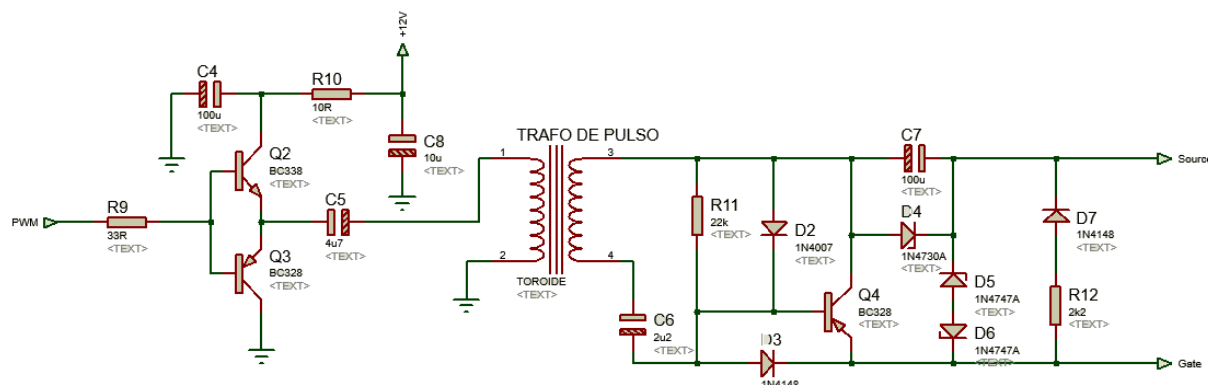 +12V
C4
100u
<TEXT>
R10
10R
<TEXT>
C8
10u
<TEXT>
TRAFO DE PULSO
1
3
2
4
TOROIDE
<TEXT>
Q2
BC338
<TEXT>
PWM
R9
33R
<TEXT>
C5
4u7
<TEXT>
Q3
BC328
<TEXT>
C7
100u
<TEXT>
Source
R11
22k
<TEXT>
D2
1N4007
<TEXT>
D4
1N4730A
<TEXT>
D7
1N4148
<TEXT>
D5
1N4747A
<TEXT>
Q4
BC328
<TEXT>
R12
2k2
<TEXT>
C6
2u2
<TEXT>
D6
1N4747A
<TEXT>
D3
1N4148
Gate